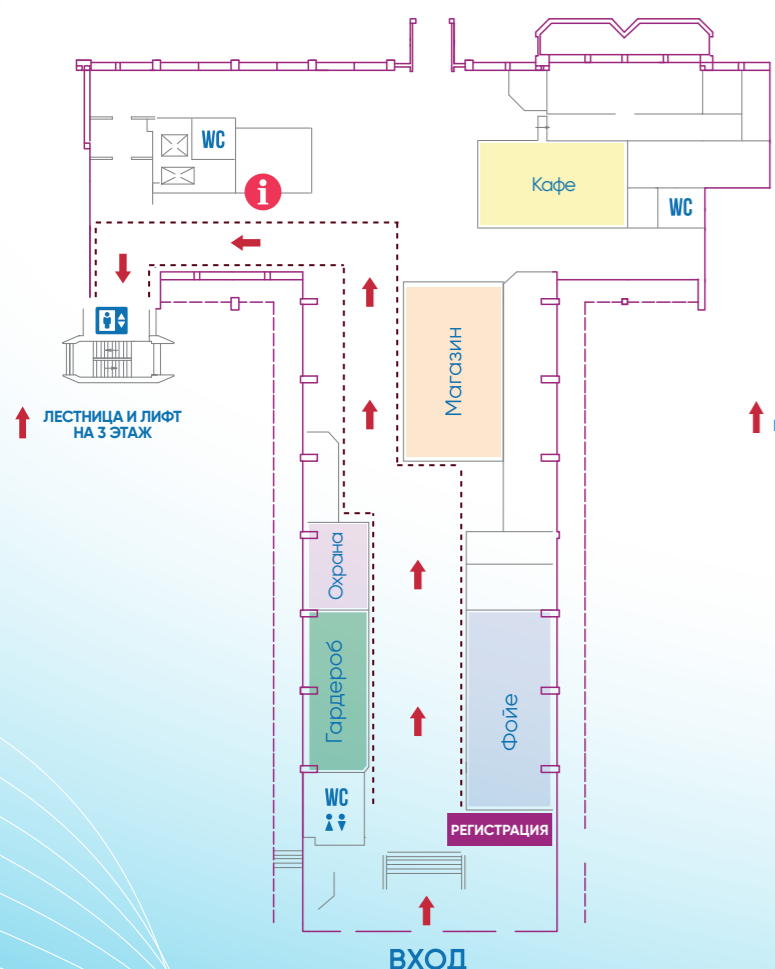 WC
i
Кафе
WC
Магазин
ЛЕСТНИЦА И ЛИФТ
НА 3 ЭТАЖ
Охрана
Гардероб
Фойе
WC
РЕГИСТРАЦИЯ
ВХОД